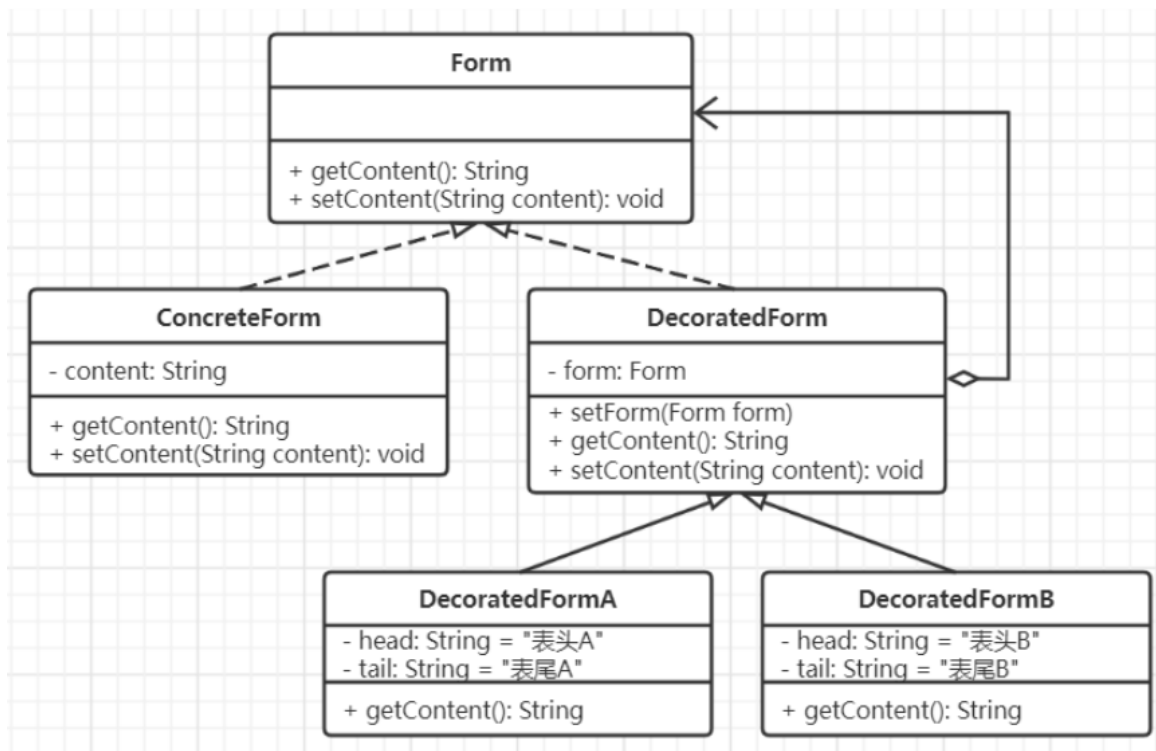 Form
+ getContent(): String
+ setContent(String content): void
ConcreteForm
- content: String
+ getContent(): String
+ setContent(String content): void
DecoratedForm
- form: Form
+ setForm(Form form)
+ getContent(): String
+ setContent(String content): void
DecoratedFormA
- head: String = "表头A"
- tail: String = "表尾A"
+ getContent(): String
DecoratedFormB
- head: String = "表头B"
- tail: String = "表尾B"
+ getContent(): String